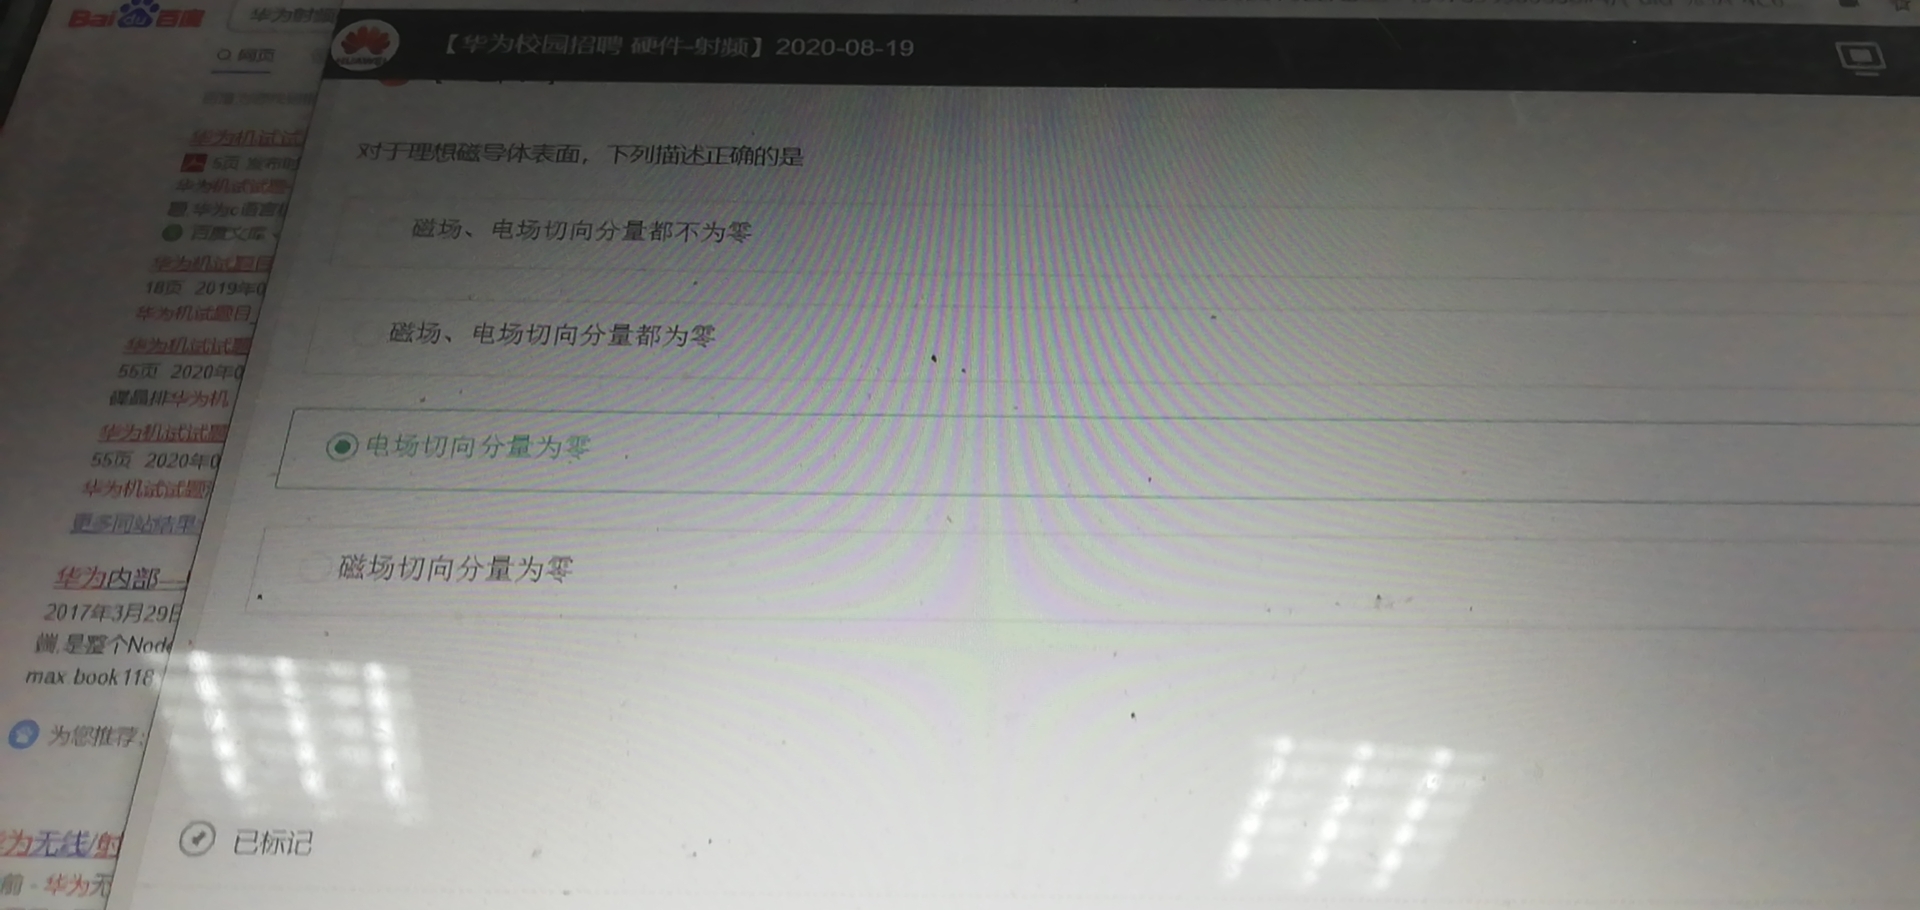 Bai du 百度
华为射频
【华为校园招聘 硬件-射频】2020-08-19
HUAWEI
网页
对于理想磁导体表面，下列描述正确的是
磁场、电场切向分量都不为零
磁场、电场切向分量都为零
电场切向分量为零
磁场切向分量为零
已标记
华为机试试
5页 发布时
华为机试试题
题,华为c语言
百度文库
华为机试题目
18页 2019年0
华为机试题目
华为机试试题
55页 2020年0
华为机
华为机试试题
55页 2020年0
华为机试试题
更多同站结果
华为内部
2017年3月29日
端,是整个Node
max book118
为您推荐:
华为无线/射
前 - 华为无